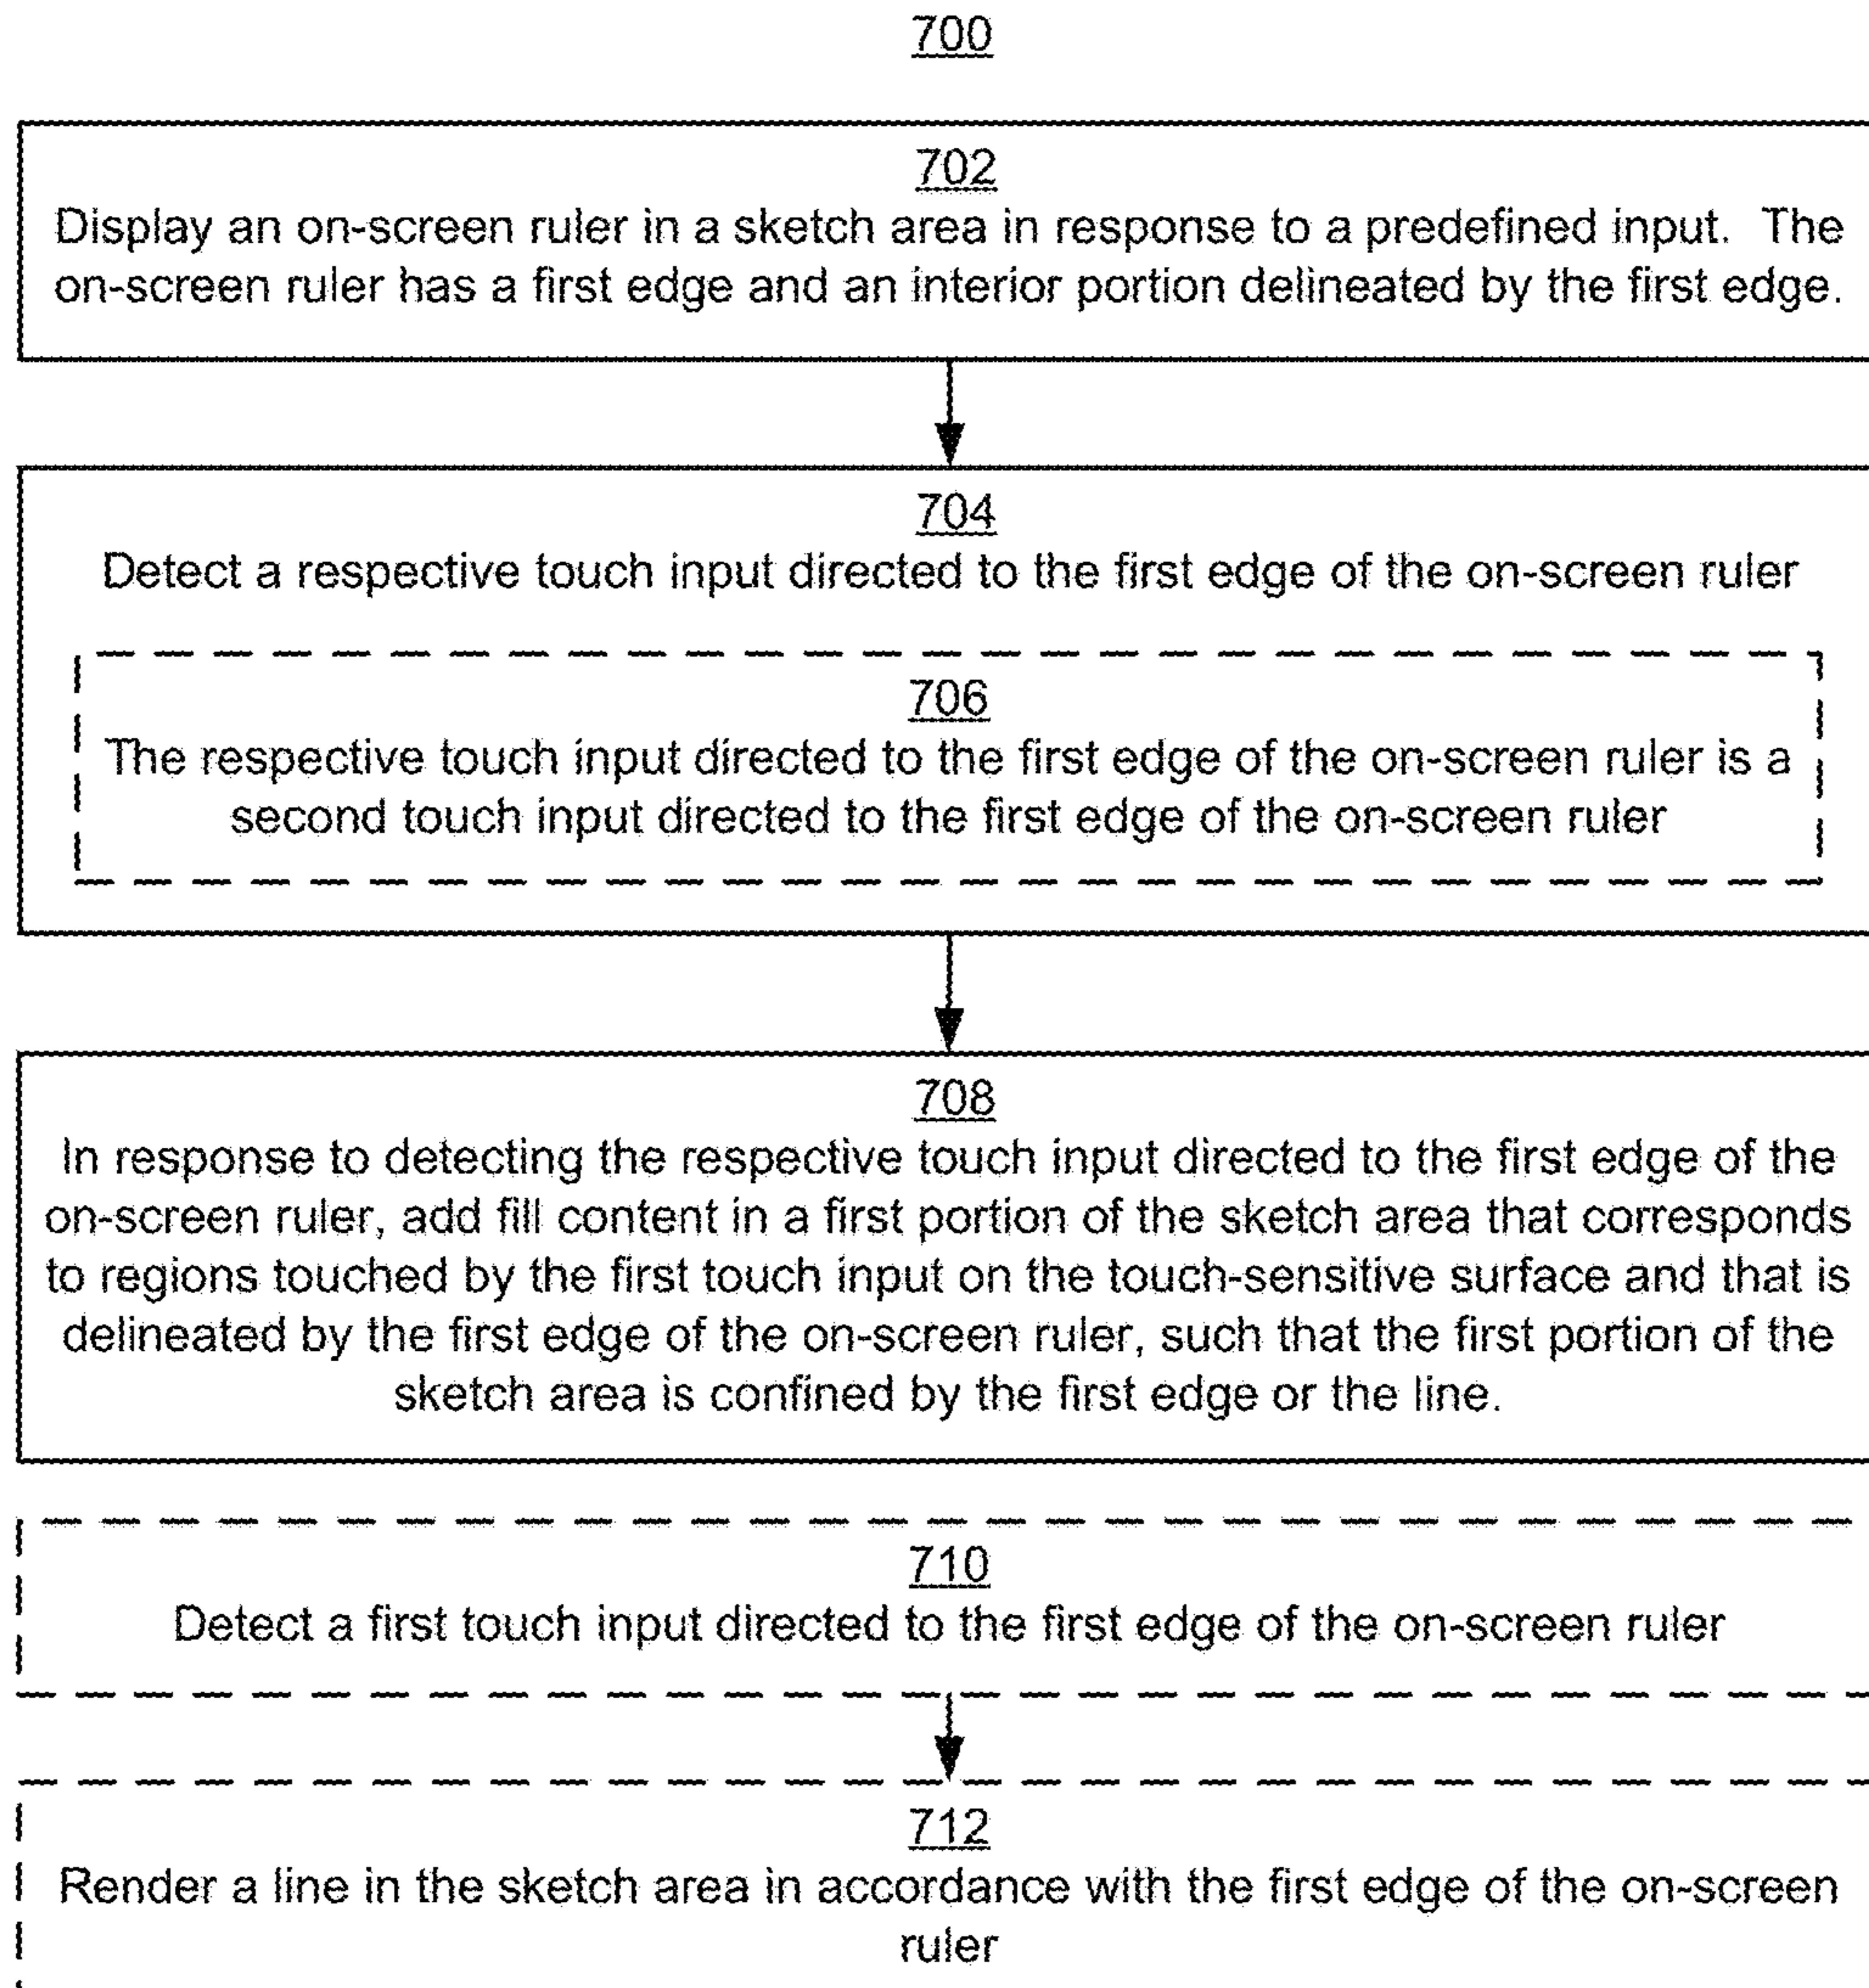 700
702
Display an on-screen ruler in a sketch area in response to a predefined input. The
on-screen ruler has a first edge and an interior portion delineated by the first edge.
704
Detect a respective touch input directed to the first edge of the on-screen ruler
706
The respective touch input directed to the first edge of the on-screen ruler is a
second touch input directed to the first edge of the on-screen ruler
708
In response to detecting the respective touch input directed to the first edge of the
on-screen ruler, add fill content in a first portion of the sketch area that corresponds
to regions touched by the first touch input on the touch-sensitive surface and that is
delineated by the first edge of the on-screen ruler, such that the first portion of the
sketch area is confined by the first edge or the line.
710
Detect a first touch input directed to the first edge of the on-screen ruler
712
Render a line in the sketch area in accordance with the first edge of the on-screen
ruler